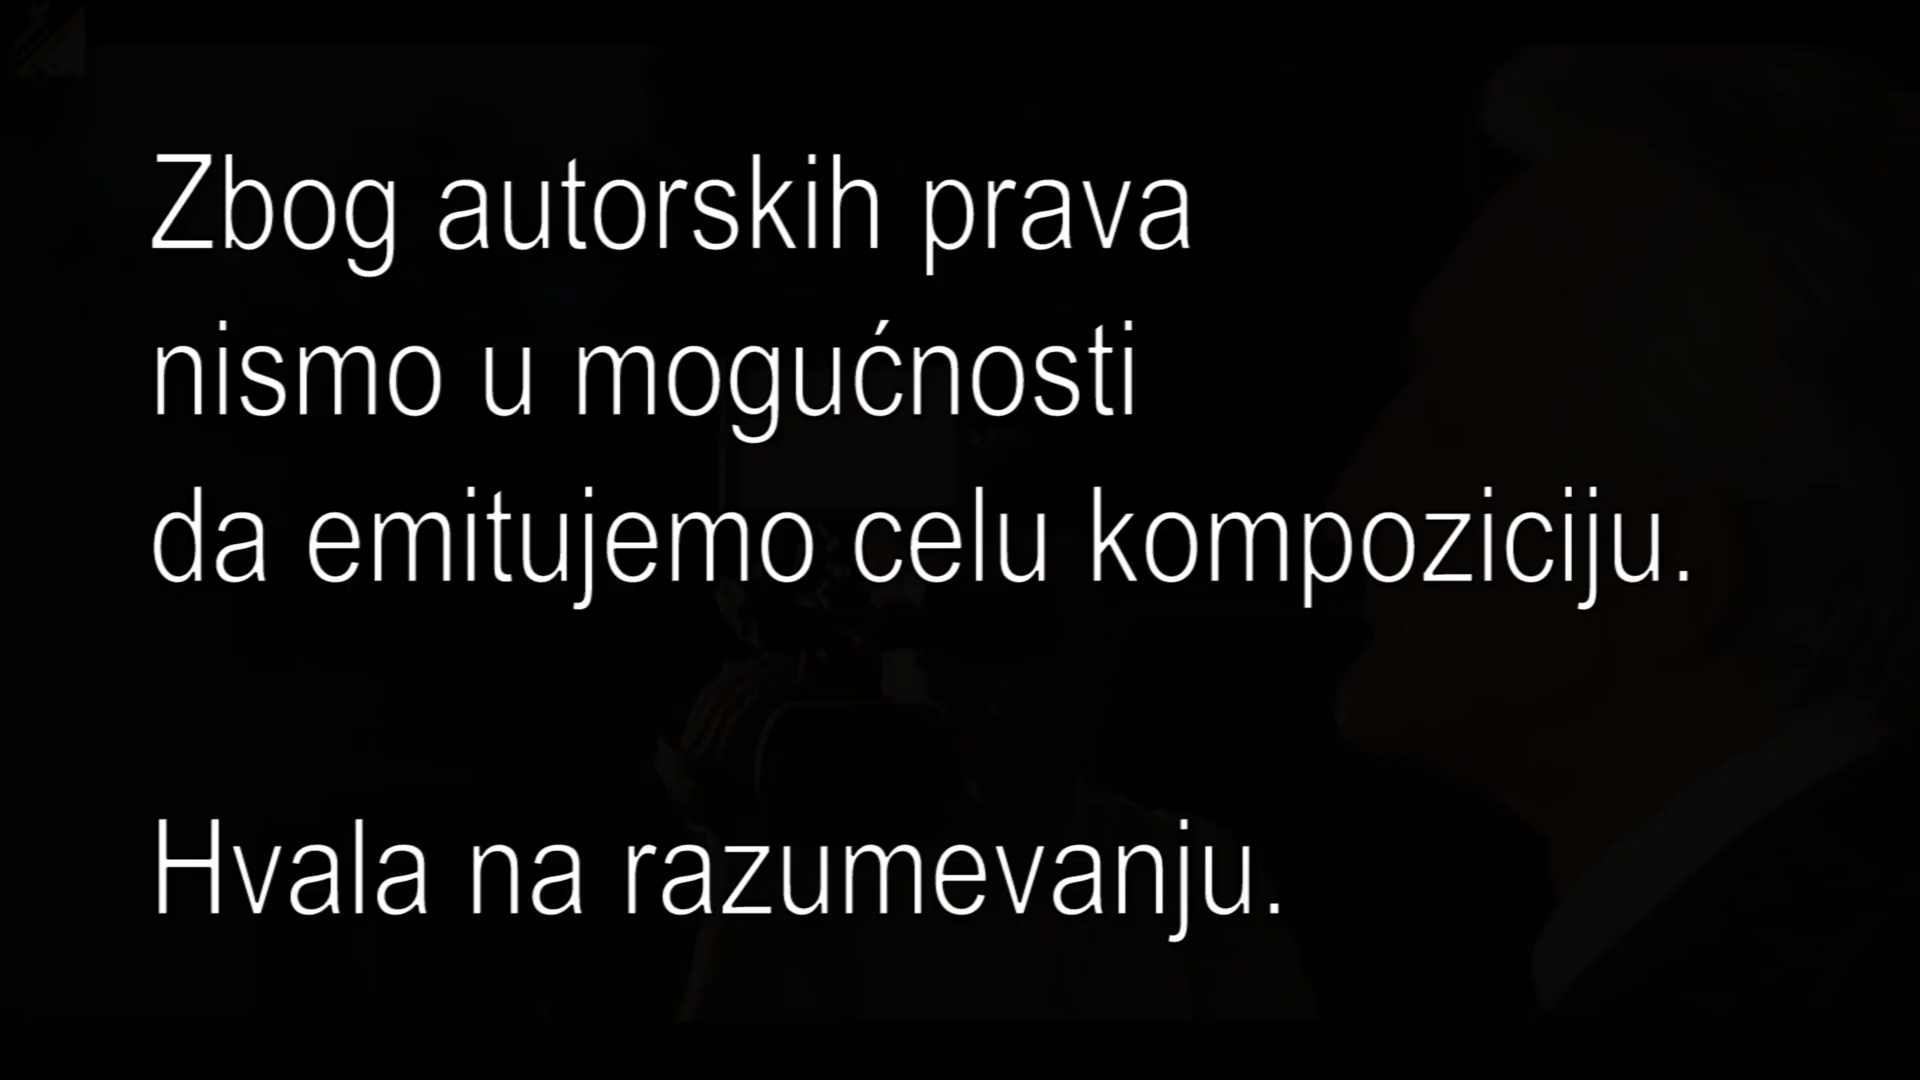 Zbog autorskih prava
nismo u mogućnosti
da emitujemo celu kompoziciju.
Hvala na razumevanju.